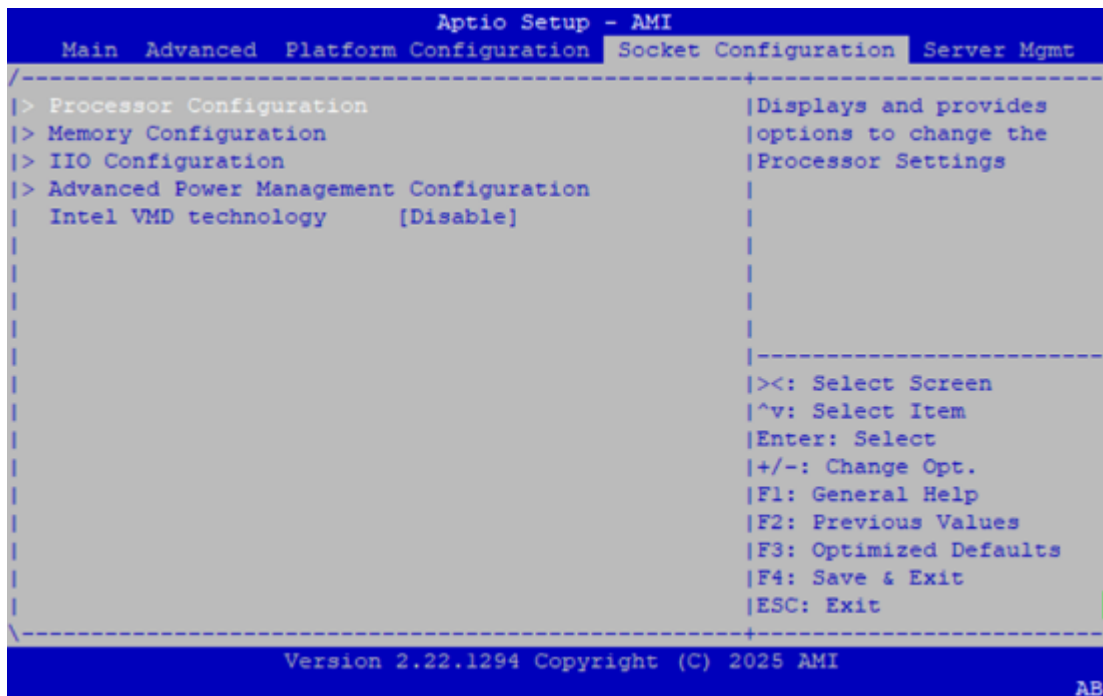 Aptio Setup - AMI
Main Advanced Platform Configuration Socket Configuration Server Mgmt
/----------------------------------------------------+-------------------------
|> Processor Configuration |Displays and provides
|> Memory Configuration |options to change the
|> IIO Configuration |Processor Settings
|> Advanced Power Management Configuration |
| Intel VMD technology [Disable] |
| |
| |
| |
| |
| |-------------------------
| |><: Select Screen
| |^v: Select Item
| |Enter: Select
| |+/-: Change Opt.
| |F1: General Help
| |F2: Previous Values
| |F3: Optimized Defaults
| |F4: Save & Exit
| |ESC: Exit
\----------------------------------------------------+-------------------------
Version 2.22.1294 Copyright (C) 2025 AMI
AB